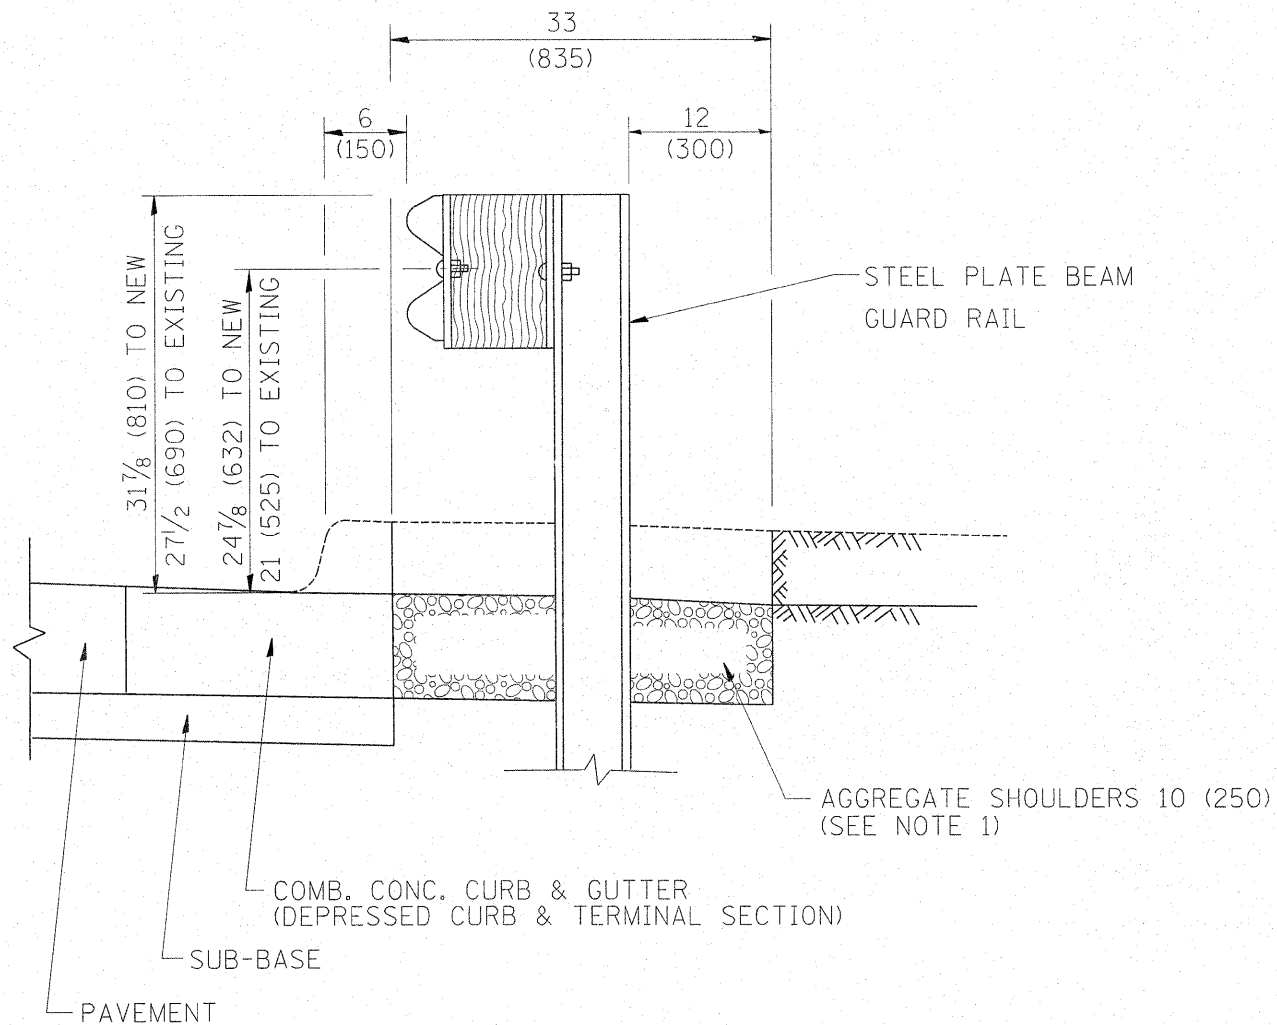 33
(835)
6
(150)
12
(300)
31⅞ (810) TO NEW
27½ (690) TO EXISTING
24⅞ (632) TO NEW
21 (525) TO EXISTING
STEEL PLATE BEAM
GUARD RAIL
AGGREGATE SHOULDERS 10 (250)
(SEE NOTE 1)
COMB. CONC. CURB & GUTTER
(DEPRESSED CURB & TERMINAL SECTION)
SUB-BASE
PAVEMENT